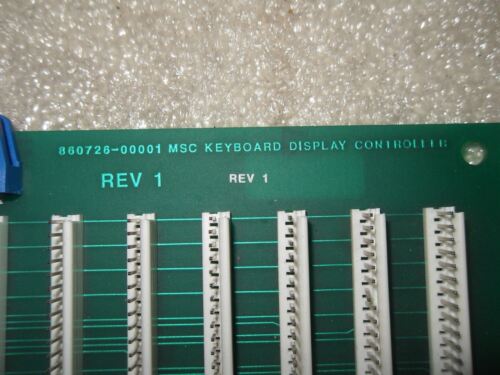 860726-00001 MSC KEYBOARD DISPLAY CONTROLLER
REV 1 REV 1